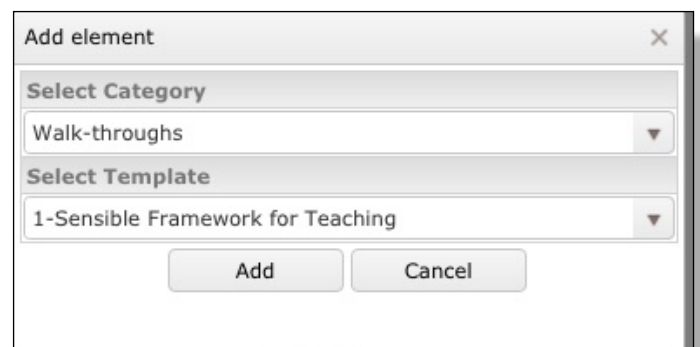 Add element
Select Category
Walk-throughs
Select Template
1-Sensible Framework for Teaching
Add Cancel